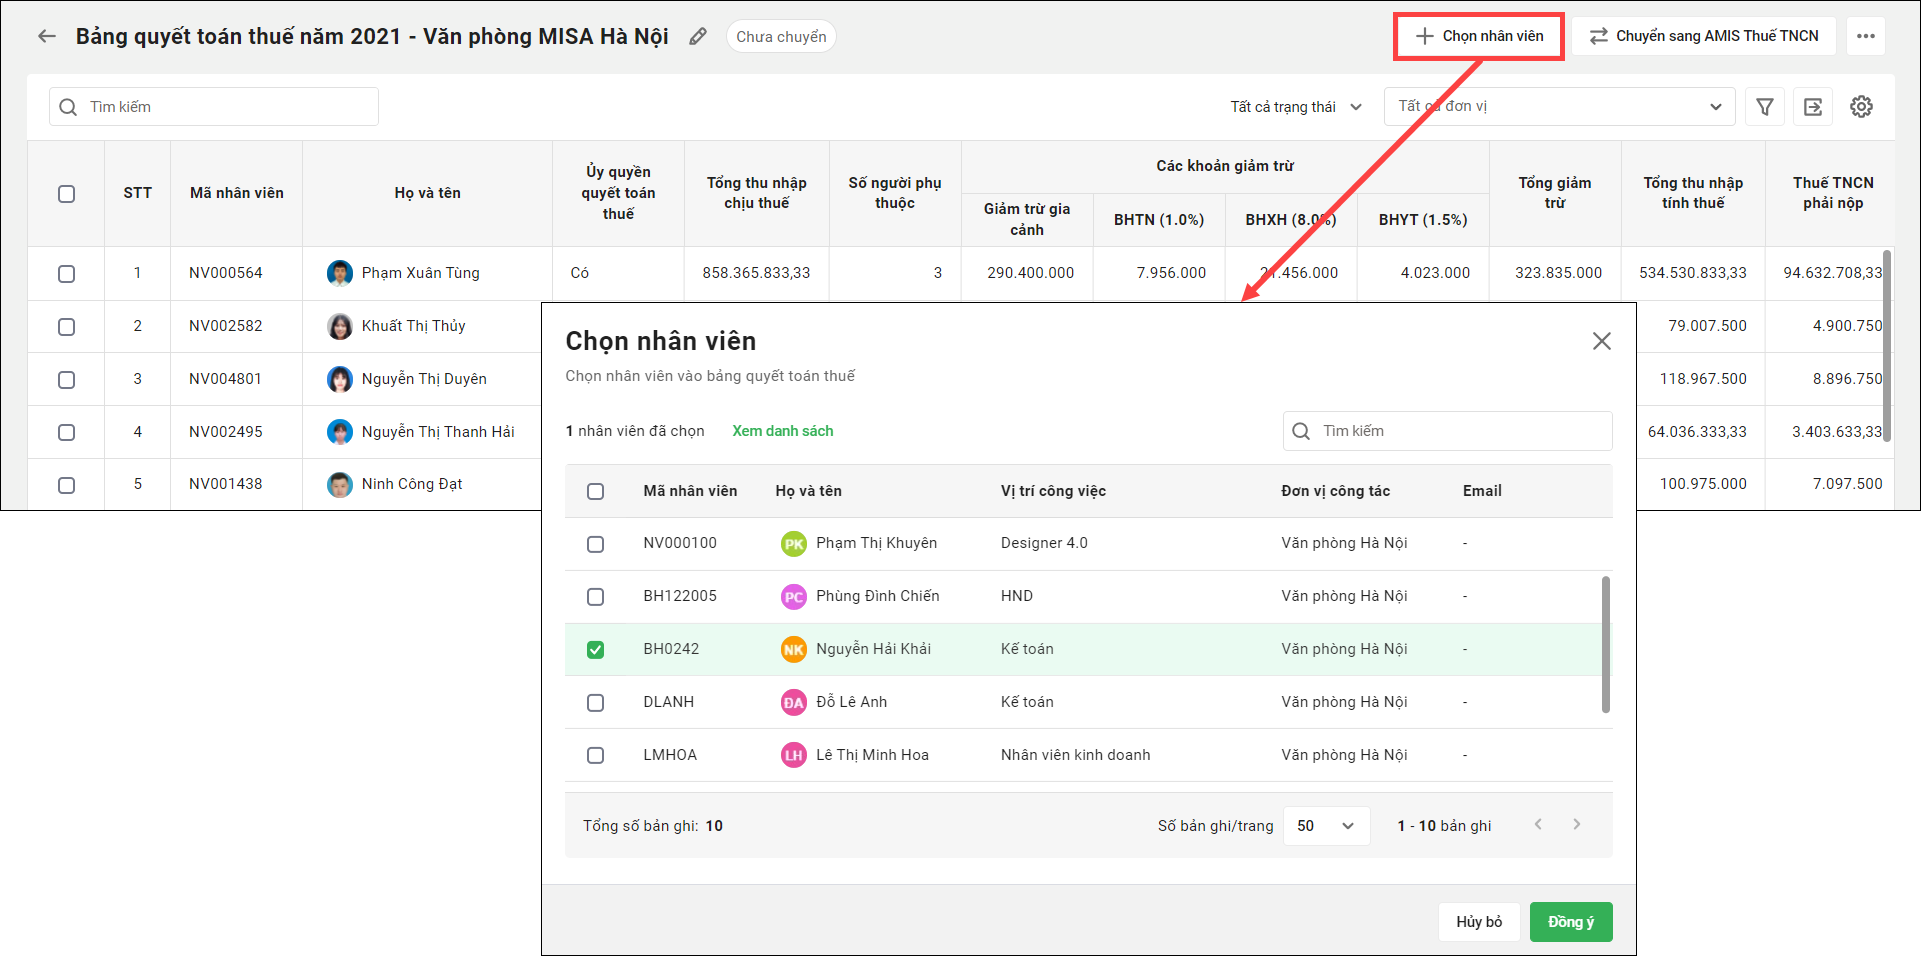 Bảng quyết toán thuế năm 2021 - Văn phòng MISA Hà Nội
Chưa chuyển
Chọn nhân viên
Chuyển sang AMIS Thuế TNCN
Tìm kiếm
Tất cả trạng thái
Tất cả đơn vị
STT
Mã nhân viên
Họ và tên
Ủy quyền
quyết toán
thuế
Tổng thu nhập
chịu thuế
Số người phụ
thuộc
Các khoản giảm trừ
Giảm trừ gia
cảnh
BHTN (1.0%)
BHXH (8.0%)
BHYT (1.5%)
Tổng giảm
trừ
Tổng thu nhập
tính thuế
Thuế TNCN
phải nộp
1 NV000564 Phạm Xuân Tùng Có 858.365.833,33 3 290.400.000 7.956.000 21.456.000 4.023.000 323.835.000 534.530.833,33 94.632.708,33
2 NV002582 Khuất Thị Thủy 79.007.500 4.900.750
3 NV004801 Nguyễn Thị Duyên 118.967.500 8.896.750
4 NV002495 Nguyễn Thị Thanh Hải 64.036.333,33 3.403.633,33
5 NV001438 Ninh Công Đạt 100.975.000 7.097.500
Chọn nhân viên
Chọn nhân viên vào bảng quyết toán thuế
1 nhân viên đã chọn Xem danh sách
Tìm kiếm
Mã nhân viên Họ và tên Vị trí công việc Đơn vị công tác Email
NV000100 PK Phạm Thị Khuyên Designer 4.0 Văn phòng Hà Nội -
BH122005 PC Phùng Đình Chiến HND Văn phòng Hà Nội -
BH0242 NK Nguyễn Hải Khải Kế toán Văn phòng Hà Nội -
DLANH ĐA Đỗ Lê Anh Kế toán Văn phòng Hà Nội -
LMHOA LH Lê Thị Minh Hoa Nhân viên kinh doanh Văn phòng Hà Nội -
Tổng số bản ghi: 10
Số bản ghi/trang 50 1 - 10 bản ghi
Hủy bỏ
Đồng ý